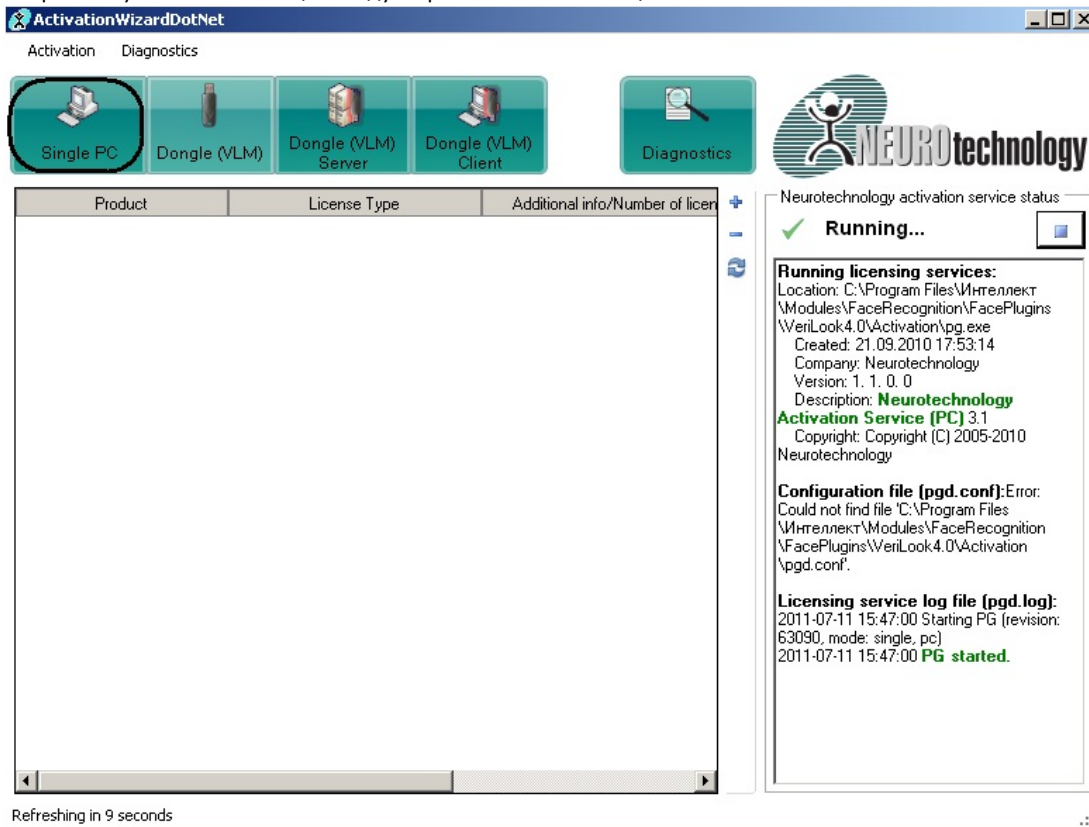 ActivationWizardDotNet
Activation Diagnostics
Single PC
Dongle (VLM)
Dongle (VLM)
Server
Dongle (VLM)
Client
Diagnostics
NEUROtechnology
Product License Type Additional info/Number of licen
Neurotechnology activation service status
Running...
Running licensing services:
Location: C:\Program Files\Интеллект
\Modules\FaceRecognition\FacePlugins
\VeriLook4.0\Activation\pg.exe
Created: 21.09.2010 17:53:14
Company: Neurotechnology
Version: 1. 1. 0. 0
Description: Neurotechnology
Activation Service (PC) 3.1
Copyright: Copyright (C) 2005-2010
Neurotechnology
Configuration file (pgd.conf):Error:
Could not find file 'C:\Program Files
\Интеллект\Modules\FaceRecognition
\FacePlugins\VeriLook4.0\Activation
\pgd.conf'.
Licensing service log file (pgd.log):
2011-07-11 15:47:00 Starting PG (revision:
63090, mode: single, pc)
2011-07-11 15:47:00 PG started.
Refreshing in 9 seconds